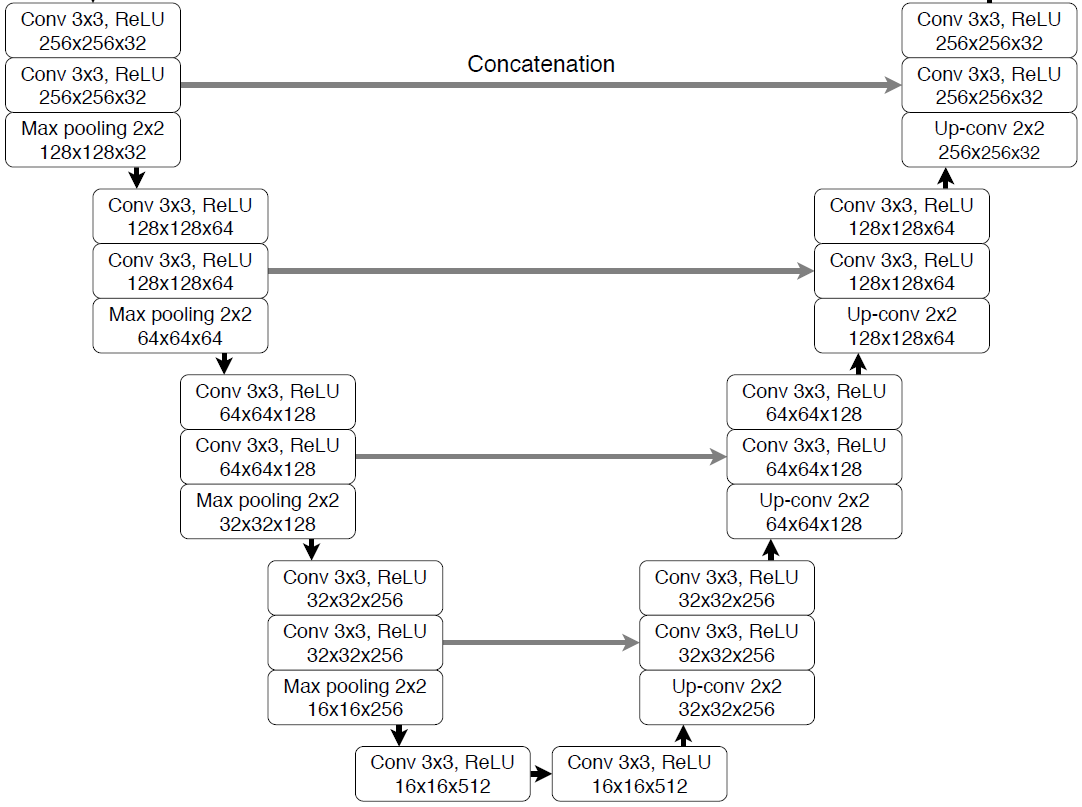 Conv 3x3, ReLU
256x256x32
Conv 3x3, ReLU
256x256x32
Max pooling 2x2
128x128x32
Concatenation
Conv 3x3, ReLU
256x256x32
Conv 3x3, ReLU
256x256x32
Up-conv 2x2
256x256x32
Conv 3x3, ReLU
128x128x64
Conv 3x3, ReLU
128x128x64
Max pooling 2x2
64x64x64
Conv 3x3, ReLU
128x128x64
Conv 3x3, ReLU
128x128x64
Up-conv 2x2
128x128x64
Conv 3x3, ReLU
64x64x128
Conv 3x3, ReLU
64x64x128
Max pooling 2x2
32x32x128
Conv 3x3, ReLU
64x64x128
Conv 3x3, ReLU
64x64x128
Up-conv 2x2
64x64x128
Conv 3x3, ReLU
32x32x256
Conv 3x3, ReLU
32x32x256
Max pooling 2x2
16x16x256
Conv 3x3, ReLU
32x32x256
Conv 3x3, ReLU
32x32x256
Up-conv 2x2
32x32x256
Conv 3x3, ReLU
16x16x512
Conv 3x3, ReLU
16x16x512